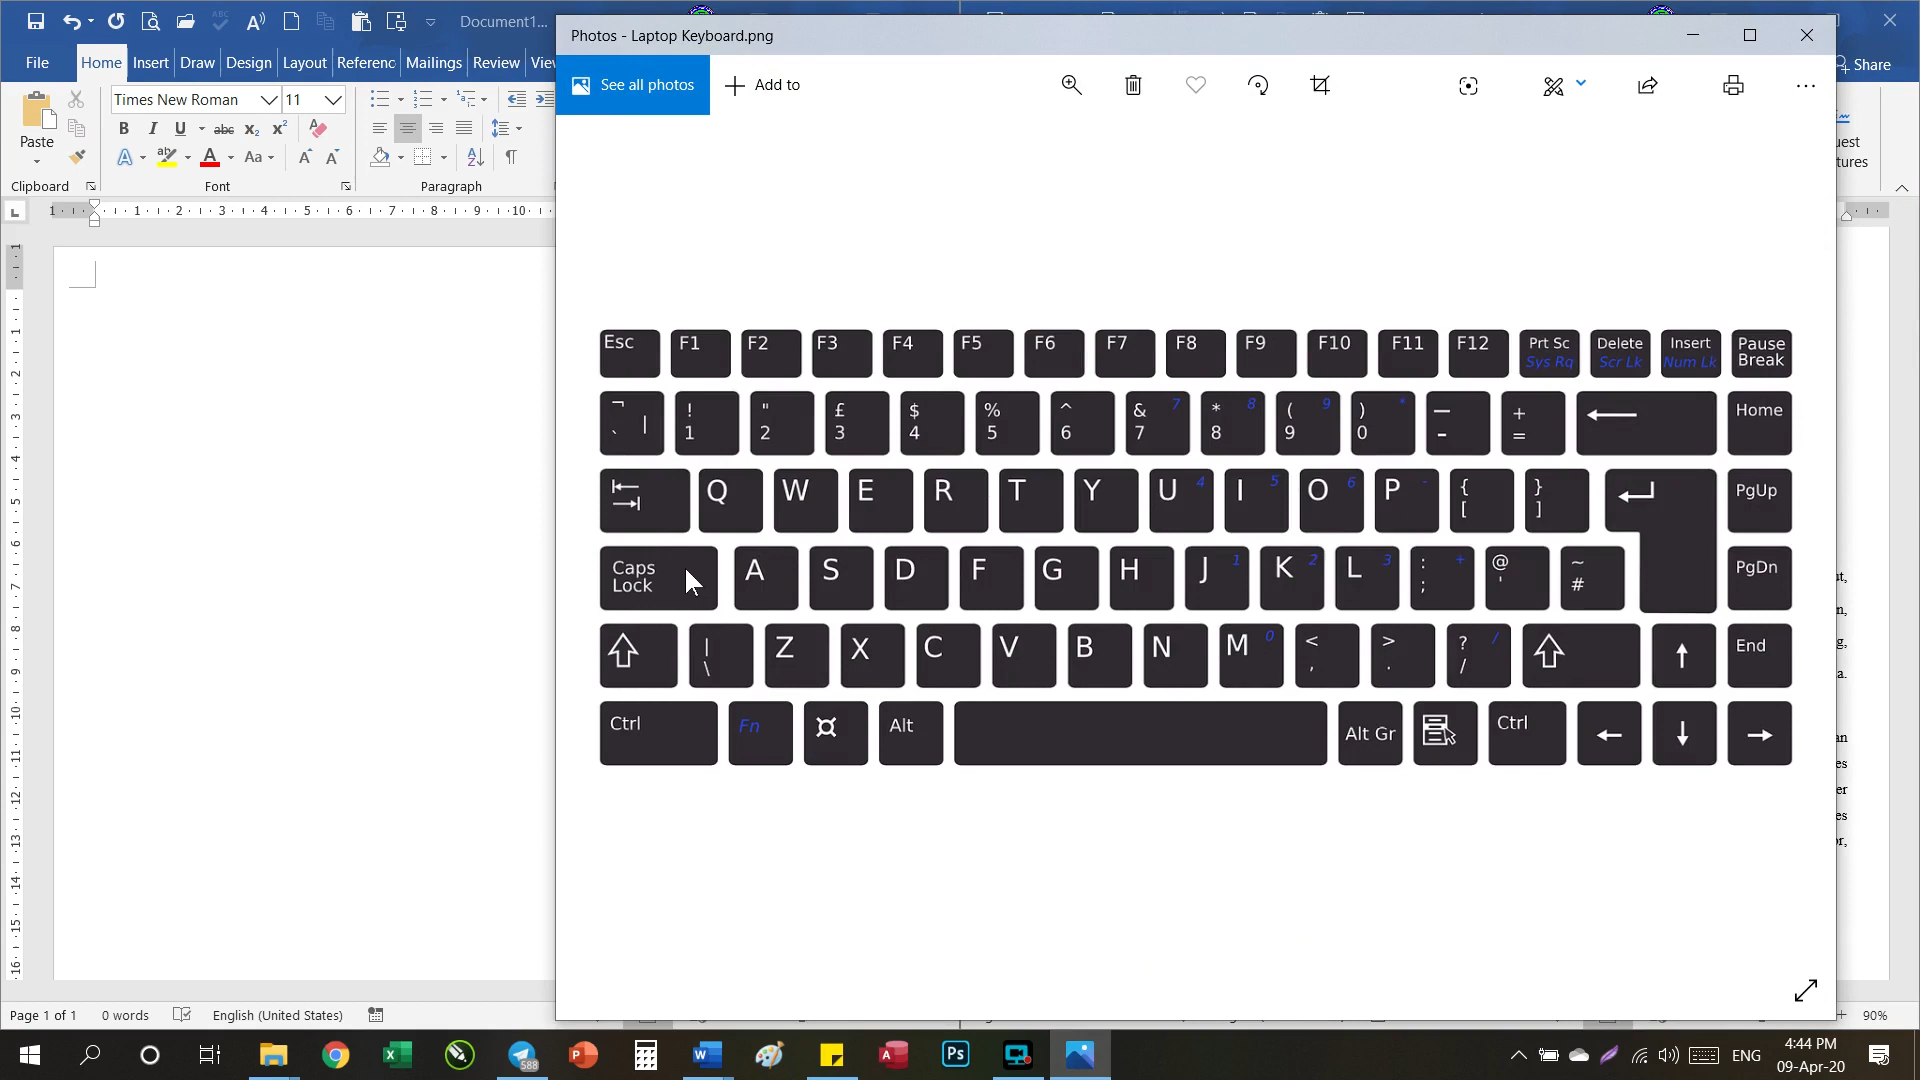 Document1...
File Home Insert Draw Design Layout Referenc Mailings Review Viev
Share
Times New Roman 11
Paste
Clipboard Font Paragraph
Photos - Laptop Keyboard.png
See all photos Add to
uest
tures
Esc F1 F2 F3 F4 F5 F6 F7 F8 F9 F10 F11 F12 Prt Sc Sys Rq Delete Scr Lk Insert Num Lk Pause Break
¬ ` | ! 1 " 2 £ 3 $ 4 % 5 ^ 6 & 7 7 * 8 8 ( 9 9 ) 0 * — - + = Home
Q W E R T Y U 4 I 5 O 6 P - { [ } ] PgUp
Caps Lock A S D F G H J 1 K 2 L 3 : ; + @ ' ~ # PgDn
| \ Z X C V B N M 0 < , > . ? / / End
Ctrl Fn Alt Alt Gr Ctrl
Page 1 of 1 0 words English (United States) 90%
588
ENG
4:44 PM
09-Apr-20